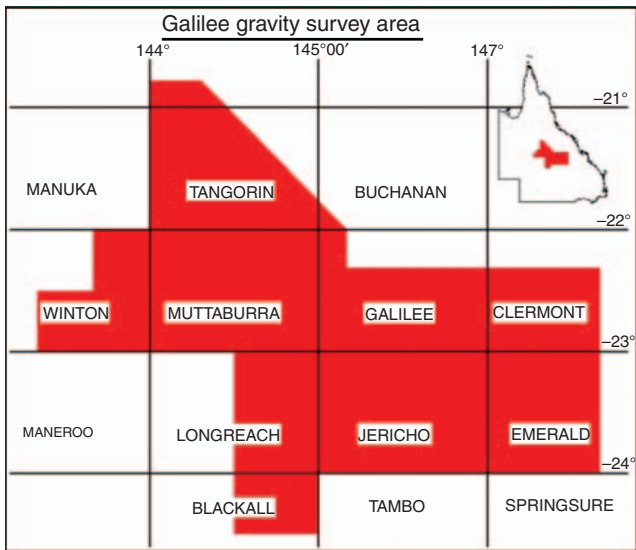 Galilee gravity survey area
144° 145°00′ 147°
–21°
MANUKA TANGORIN BUCHANAN
–22°
WINTON MUTTABURRA GALILEE CLERMONT
–23°
MANEROO LONGREACH JERICHO EMERALD
–24°
BLACKALL TAMBO SPRINGSURE